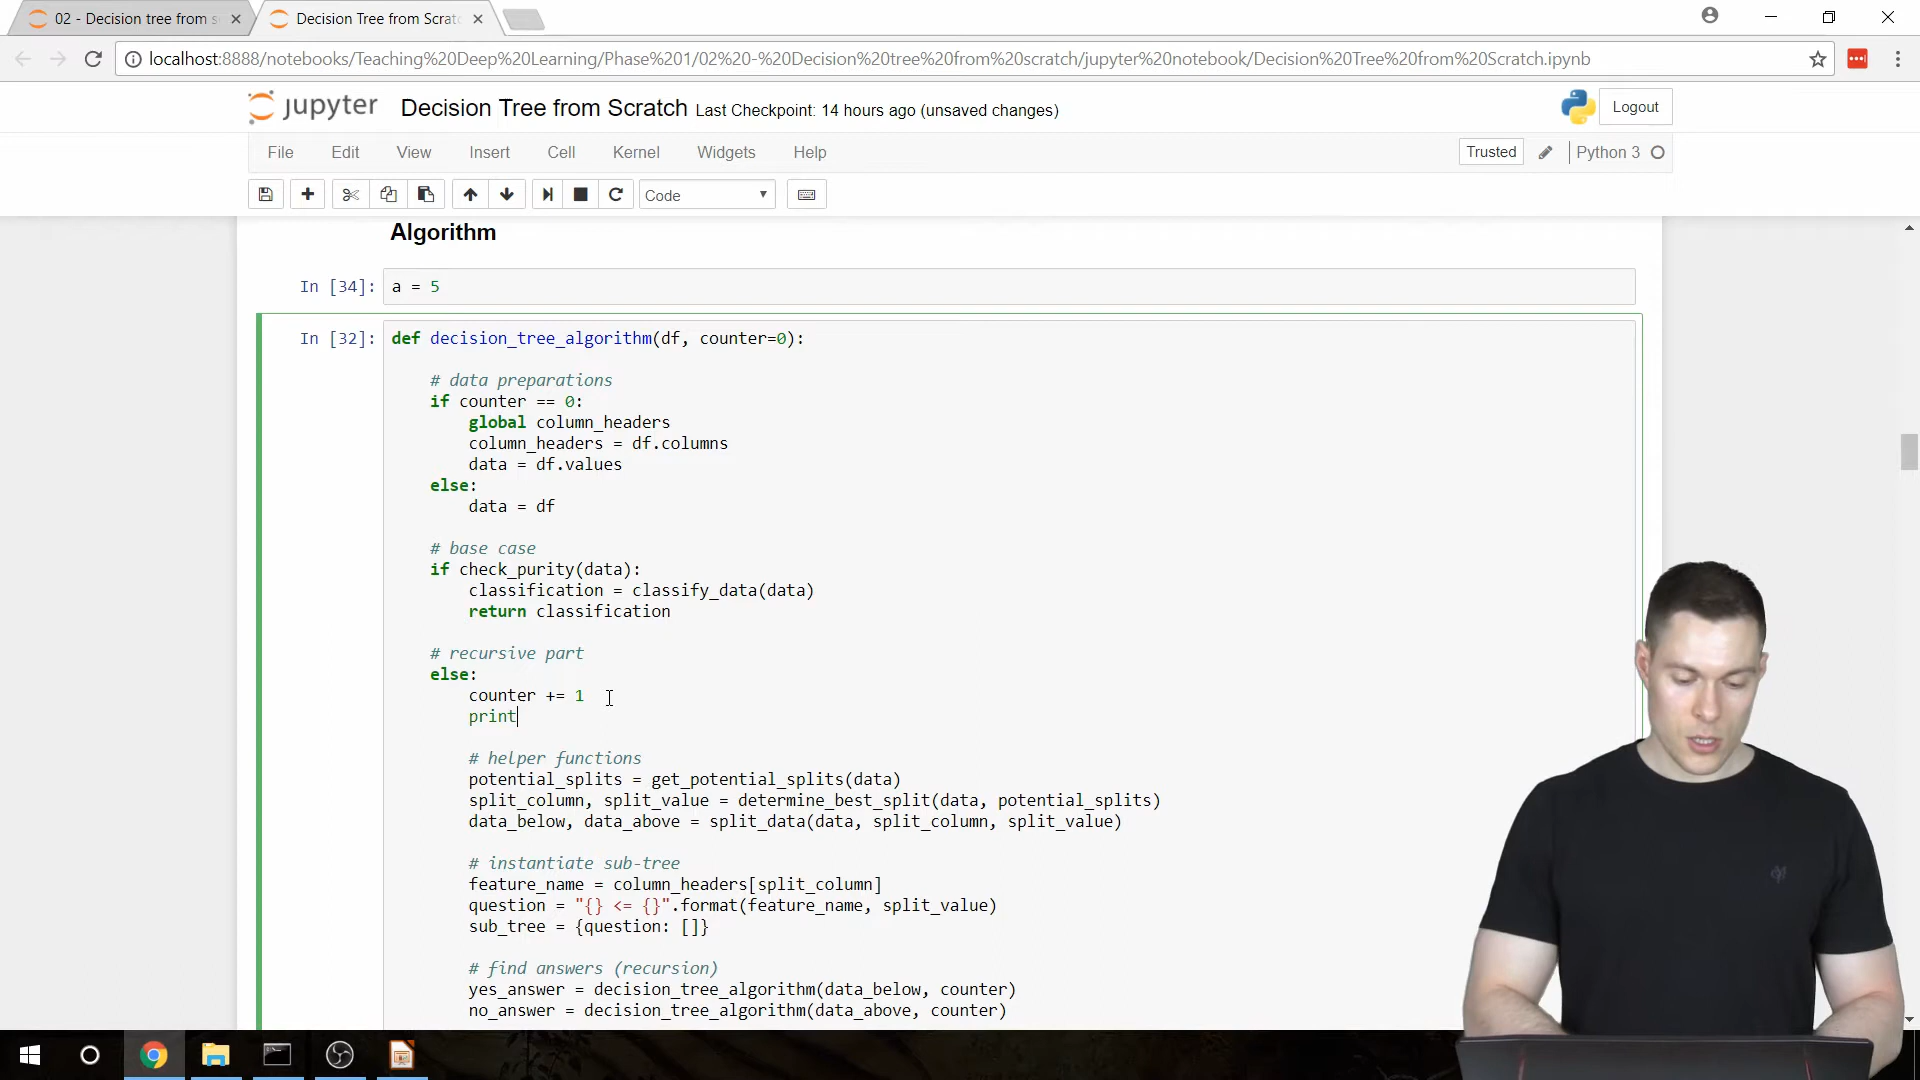 02 - Decision tree from s
Decision Tree from Scratc
localhost:8888/notebooks/Teaching%20Deep%20Learning/Phase%201/02%20-%20Decision%20tree%20from%20scratch/jupyter%20notebook/Decision%20Tree%20from%20Scratch.ipynb
jupyter Decision Tree from Scratch Last Checkpoint: 14 hours ago (unsaved changes)
Logout
File Edit View Insert Cell Kernel Widgets Help
Trusted Python 3
Code
Algorithm
In [34]: a = 5
In [32]: def decision_tree_algorithm(df, counter=0):
# data preparations
if counter == 0:
global column_headers
column_headers = df.columns
data = df.values
else:
data = df
# base case
if check_purity(data):
classification = classify_data(data)
return classification
# recursive part
else:
counter += 1
print
# helper functions
potential_splits = get_potential_splits(data)
split_column, split_value = determine_best_split(data, potential_splits)
data_below, data_above = split_data(data, split_column, split_value)
# instantiate sub-tree
feature_name = column_headers[split_column]
question = "{} <= {}".format(feature_name, split_value)
sub_tree = {question: []}
# find answers (recursion)
yes_answer = decision_tree_algorithm(data_below, counter)
no_answer = decision_tree_algorithm(data_above, counter)